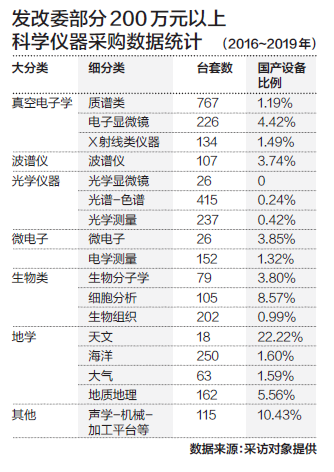 发改委部分200万元以上
科学仪器采购数据统计 （2016~2019年）
大分类 细分类 台套数 国产设备比例
真空电子学 质谱类 767 1.19%
电子显微镜 226 4.42%
X射线类仪器 134 1.49%
波谱仪 波谱仪 107 3.74%
光学仪器 光学显微镜 26 0
光谱-色谱 415 0.24%
光学测量 237 0.42%
微电子 微电子 26 3.85%
电学测量 152 1.32%
生物类 生物分子学 79 3.80%
细胞分析 105 8.57%
生物组织 202 0.99%
地学 天文 18 22.22%
海洋 250 1.60%
大气 63 1.59%
地质地理 162 5.56%
其他 声学-机械-加工平台等 115 10.43%
数据来源：采访对象提供